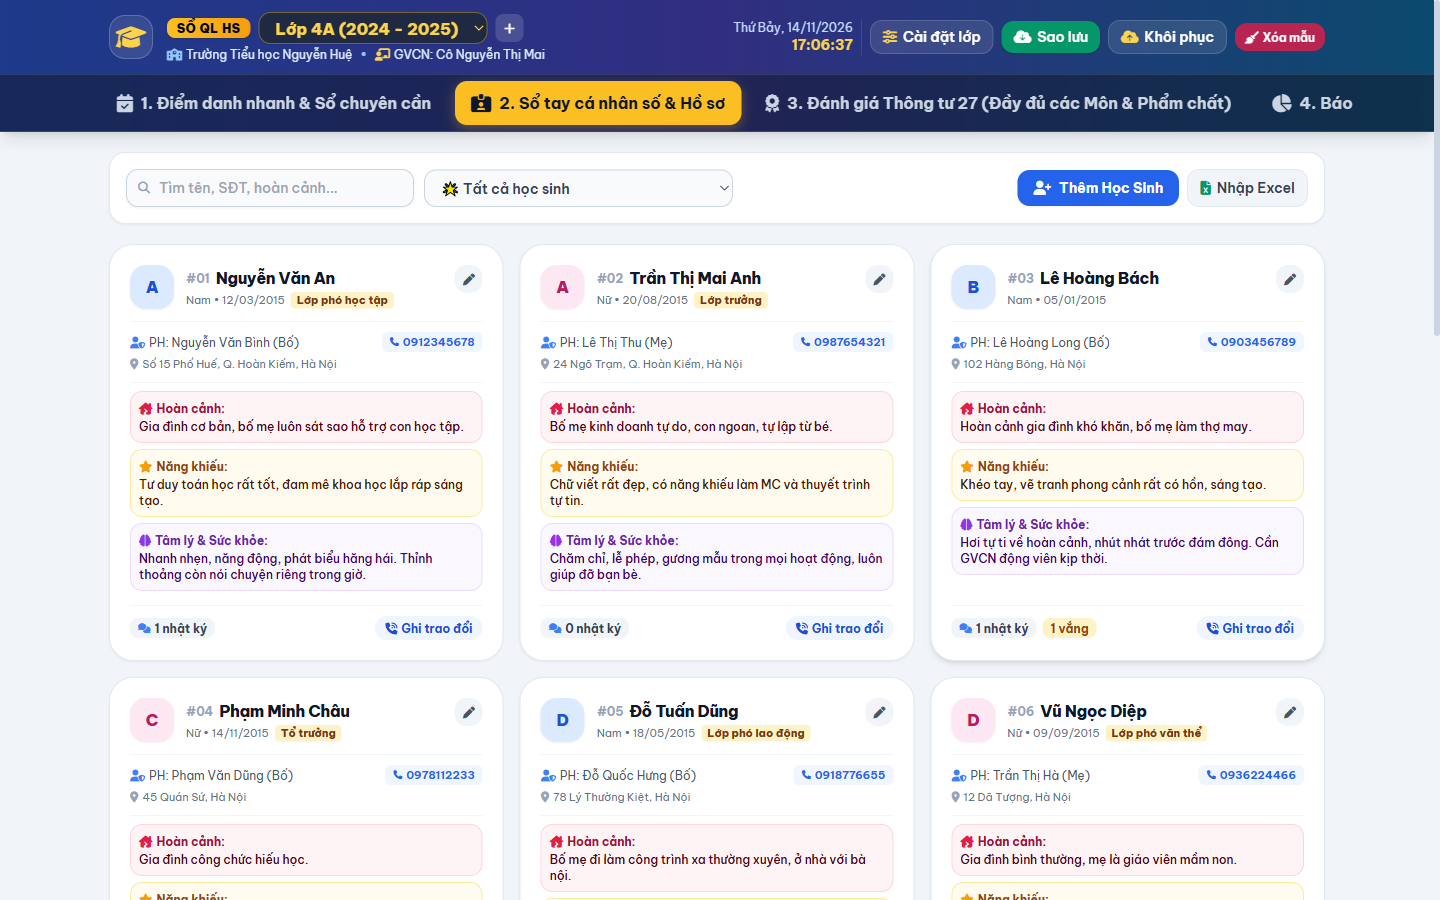 SỔ QL HS
Lớp 4A (2024 - 2025)
+
Trường Tiểu học Nguyễn Huệ • GVCN: Cô Nguyễn Thị Mai
Thứ Bảy, 14/11/2026
17:06:37
Cài đặt lớp
Sao lưu
Khôi phục
Xóa mẫu
1. Điểm danh nhanh & Sổ chuyên cần
2. Sổ tay cá nhân số & Hồ sơ
3. Đánh giá Thông tư 27 (Đầy đủ các Môn & Phẩm chất)
4. Báo
Tìm tên, SĐT, hoàn cảnh...
Tất cả học sinh
Thêm Học Sinh
Nhập Excel
A
#01 Nguyễn Văn An
Nam • 12/03/2015 Lớp phó học tập
PH: Nguyễn Văn Bình (Bố) 0912345678
Số 15 Phố Huế, Q. Hoàn Kiếm, Hà Nội
Hoàn cảnh:
Gia đình cơ bản, bố mẹ luôn sát sao hỗ trợ con học tập.
Năng khiếu:
Tư duy toán học rất tốt, đam mê khoa học lắp ráp sáng
tạo.
Tâm lý & Sức khỏe:
Nhanh nhẹn, năng động, phát biểu hăng hái. Thỉnh
thoảng còn nói chuyện riêng trong giờ.
1 nhật ký
Ghi trao đổi
A
#02 Trần Thị Mai Anh
Nữ • 20/08/2015 Lớp trưởng
PH: Lê Thị Thu (Mẹ) 0987654321
24 Ngõ Trạm, Q. Hoàn Kiếm, Hà Nội
Hoàn cảnh:
Bố mẹ kinh doanh tự do, con ngoan, tự lập từ bé.
Năng khiếu:
Chữ viết rất đẹp, có năng khiếu làm MC và thuyết trình
tự tin.
Tâm lý & Sức khỏe:
Chăm chỉ, lễ phép, gương mẫu trong mọi hoạt động, luôn
giúp đỡ bạn bè.
0 nhật ký
Ghi trao đổi
B
#03 Lê Hoàng Bách
Nam • 05/01/2015
PH: Lê Hoàng Long (Bố) 0903456789
102 Hàng Bông, Hà Nội
Hoàn cảnh:
Hoàn cảnh gia đình khó khăn, bố mẹ làm thợ may.
Năng khiếu:
Khéo tay, vẽ tranh phong cảnh rất có hồn, sáng tạo.
Tâm lý & Sức khỏe:
Hơi tự ti về hoàn cảnh, nhút nhát trước đám đông. Cần
GVCN động viên kịp thời.
1 nhật ký
1 vắng
Ghi trao đổi
C
#04 Phạm Minh Châu
Nữ • 14/11/2015 Tổ trưởng
PH: Phạm Văn Dũng (Bố) 0978112233
45 Quán Sứ, Hà Nội
Hoàn cảnh:
Gia đình công chức hiếu học.
Năng khiếu:
D
#05 Đỗ Tuấn Dũng
Nam • 18/05/2015 Lớp phó lao động
PH: Đỗ Quốc Hưng (Bố) 0918776655
78 Lý Thường Kiệt, Hà Nội
Hoàn cảnh:
Bố mẹ đi làm công trình xa thường xuyên, ở nhà với bà
nội.
D
#06 Vũ Ngọc Diệp
Nữ • 09/09/2015 Lớp phó văn thể
PH: Trần Thị Hà (Mẹ) 0936224466
12 Dã Tượng, Hà Nội
Hoàn cảnh:
Gia đình bình thường, mẹ là giáo viên mầm non.
Năng khiếu: